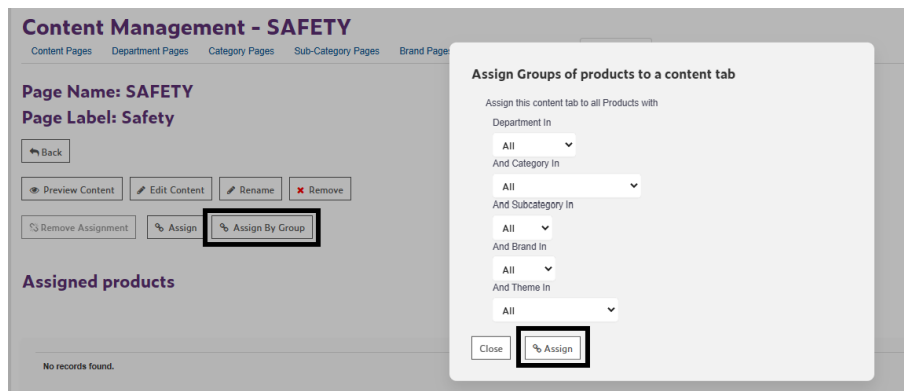 Content Management - SAFETY
Content Pages Department Pages Category Pages Sub-Category Pages Brand Page
Page Name: SAFETY
Page Label: Safety
Back
Preview Content Edit Content Rename Remove
Remove Assignment Assign Assign By Group
Assigned products
No records found.
Assign Groups of products to a content tab
Assign this content tab to all Products with
Department In
All
And Category In
All
And Subcategory In
All
And Brand In
All
And Theme In
All
Close Assign